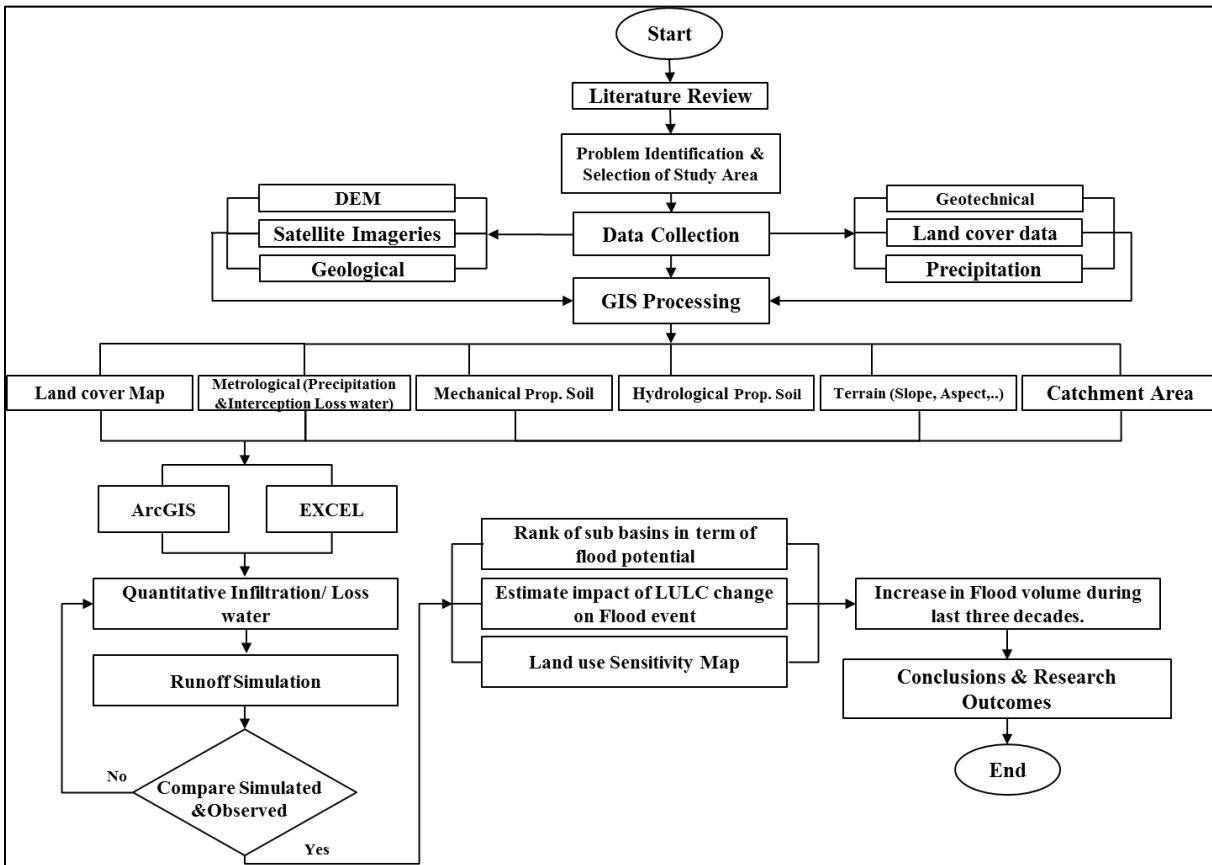 Start
Literature Review
Problem Identification &
Selection of Study Area
DEM
Satellite Imageries
Geological
Data Collection
Geotechnical
Land cover data
Precipitation
GIS Processing
Land cover Map
Metrological (Precipitation
&Interception Loss water)
Mechanical Prop. Soil
Hydrological Prop. Soil
Terrain (Slope, Aspect,..)
Catchment Area
ArcGIS
EXCEL
Quantitative Infiltration/ Loss
water
Runoff Simulation
No
Compare Simulated
&Observed
Yes
Rank of sub basins in term of
flood potential
Estimate impact of LULC change
on Flood event
Land use Sensitivity Map
Increase in Flood volume during
last three decades.
Conclusions & Research
Outcomes
End